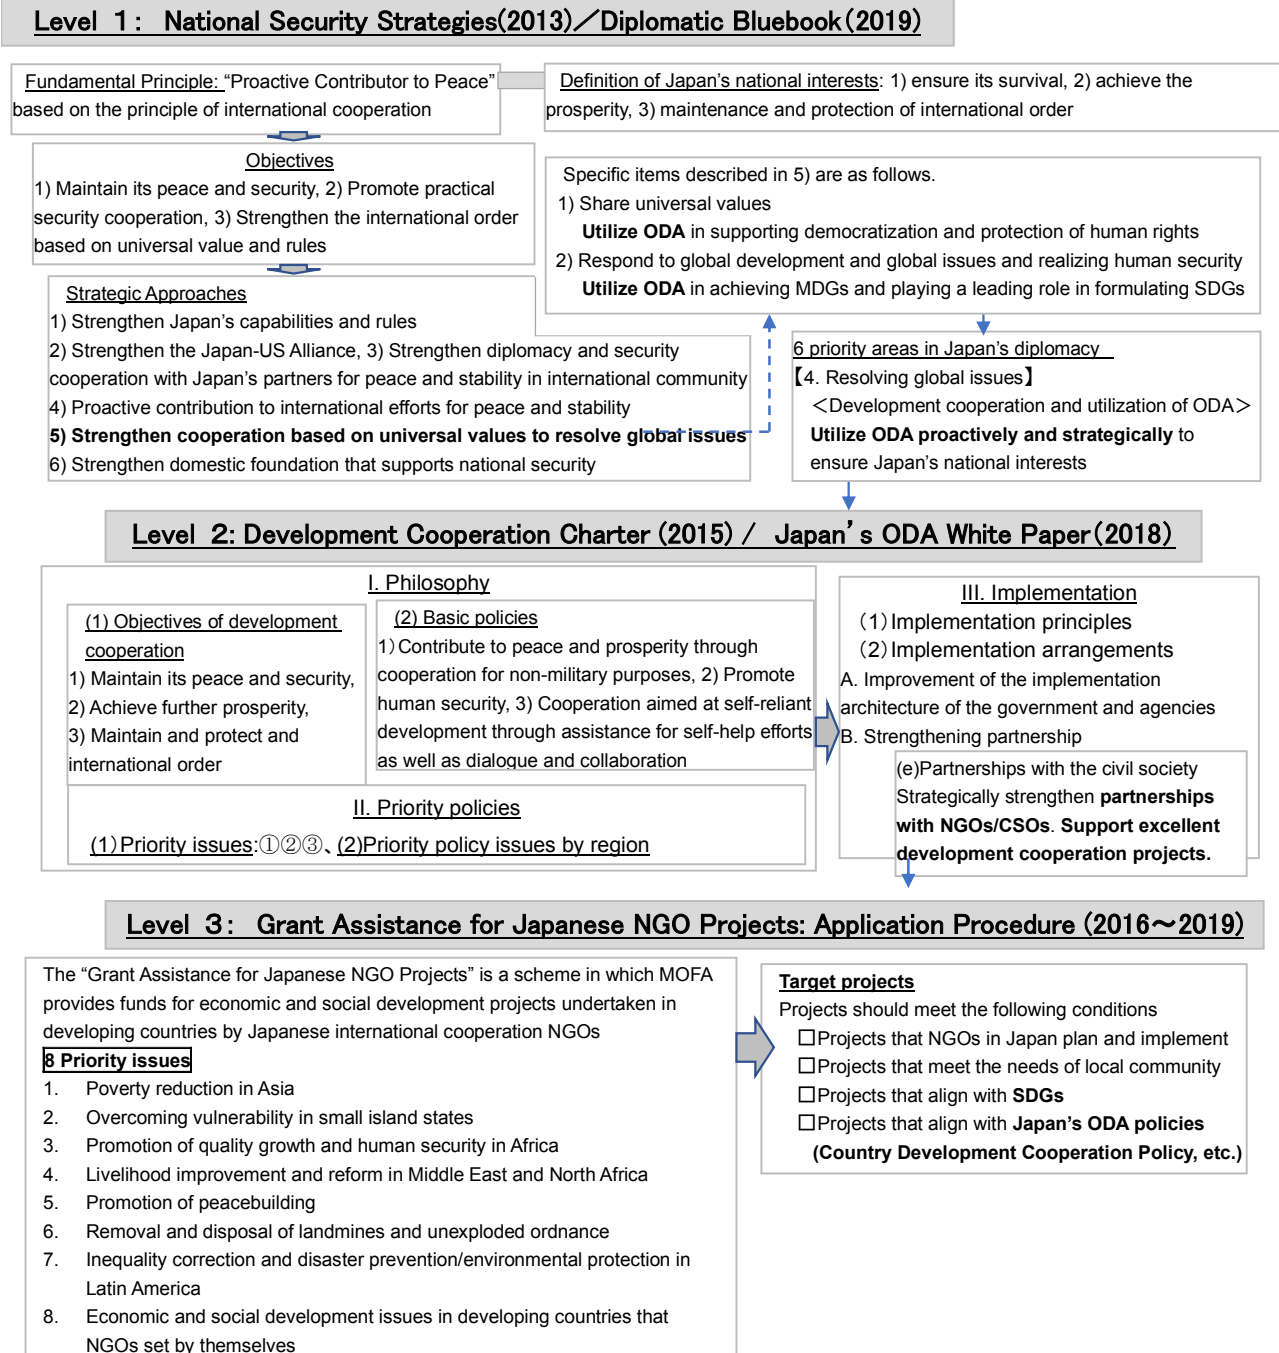 Level 1： National Security Strategies(2013)／Diplomatic Bluebook（2019）
Fundamental Principle: “Proactive Contributor to Peace”
based on the principle of international cooperation
Definition of Japan’s national interests: 1) ensure its survival, 2) achieve the
prosperity, 3) maintenance and protection of international order
Objectives
1) Maintain its peace and security, 2) Promote practical
security cooperation, 3) Strengthen the international order
based on universal value and rules
Specific items described in 5) are as follows.
1) Share universal values
Utilize ODA in supporting democratization and protection of human rights
2) Respond to global development and global issues and realizing human security
Utilize ODA in achieving MDGs and playing a leading role in formulating SDGs
Strategic Approaches
1) Strengthen Japan’s capabilities and rules
2) Strengthen the Japan-US Alliance, 3) Strengthen diplomacy and security
cooperation with Japan’s partners for peace and stability in international community
4) Proactive contribution to international efforts for peace and stability
5) Strengthen cooperation based on universal values to resolve global issues
6) Strengthen domestic foundation that supports national security
6 priority areas in Japan’s diplomacy
【4. Resolving global issues】
＜Development cooperation and utilization of ODA＞
Utilize ODA proactively and strategically to
ensure Japan’s national interests
Level 2: Development Cooperation Charter (2015) / Japan’s ODA White Paper（2018）
I. Philosophy
(1) Objectives of development
cooperation
1) Maintain its peace and security,
2) Achieve further prosperity,
3) Maintain and protect and
international order
(2) Basic policies
1）Contribute to peace and prosperity through
cooperation for non-military purposes, 2) Promote
human security, 3) Cooperation aimed at self-reliant
development through assistance for self-help efforts
as well as dialogue and collaboration
II. Priority policies
(1）Priority issues:①②③、(2)Priority policy issues by region
III. Implementation
（1）Implementation principles
（2）Implementation arrangements
A. Improvement of the implementation
architecture of the government and agencies
B. Strengthening partnership
(e)Partnerships with the civil society
Strategically strengthen partnerships
with NGOs/CSOs. Support excellent
development cooperation projects.
Level 3： Grant Assistance for Japanese NGO Projects: Application Procedure (2016～2019)
The “Grant Assistance for Japanese NGO Projects” is a scheme in which MOFA
provides funds for economic and social development projects undertaken in
developing countries by Japanese international cooperation NGOs
8 Priority issues
1. Poverty reduction in Asia
2. Overcoming vulnerability in small island states
3. Promotion of quality growth and human security in Africa
4. Livelihood improvement and reform in Middle East and North Africa
5. Promotion of peacebuilding
6. Removal and disposal of landmines and unexploded ordnance
7. Inequality correction and disaster prevention/environmental protection in
Latin America
8. Economic and social development issues in developing countries that
NGOs set by themselves
Target projects
Projects should meet the following conditions
☐Projects that NGOs in Japan plan and implement
☐Projects that meet the needs of local community
☐Projects that align with SDGs
☐Projects that align with Japan’s ODA policies
(Country Development Cooperation Policy, etc.)